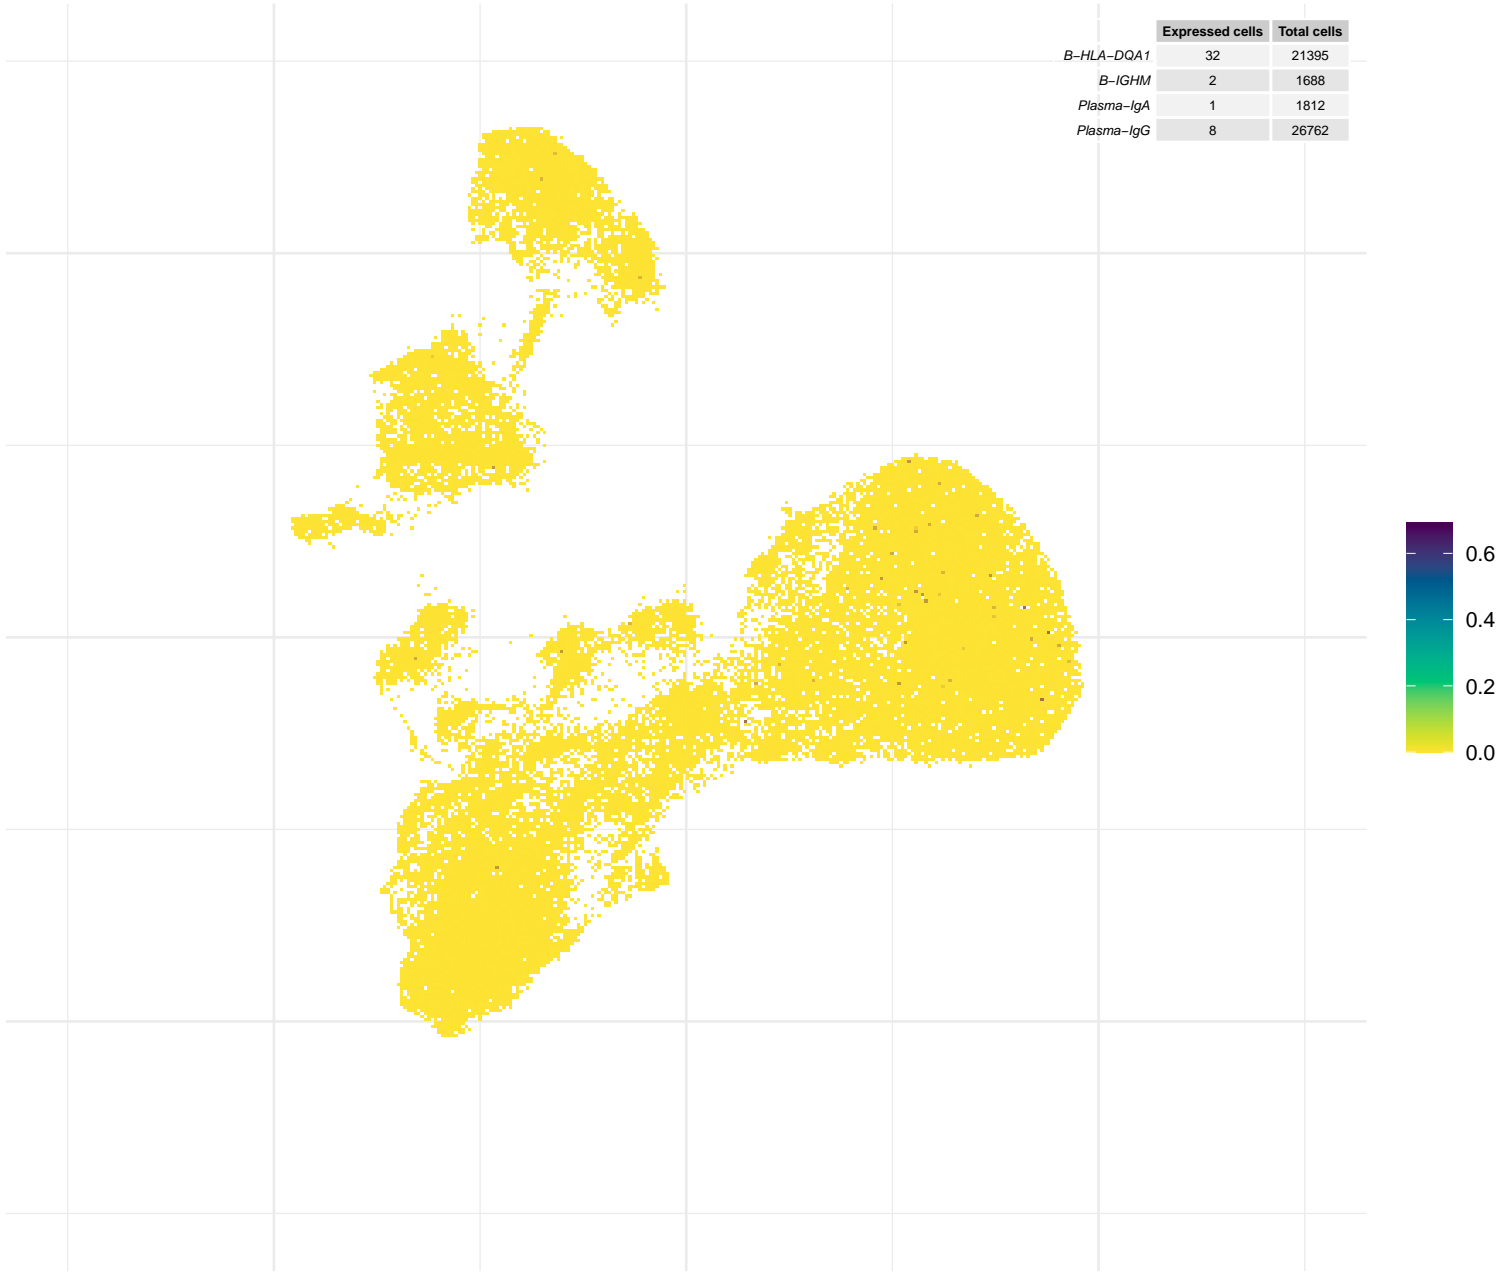 Expressed cells Total cells
B−HLA−DQA1 32 21395
B−IGHM 2 1688
Plasma−IgA 1 1812
Plasma−IgG 8 26762
0.6
0.4
0.2
0.0